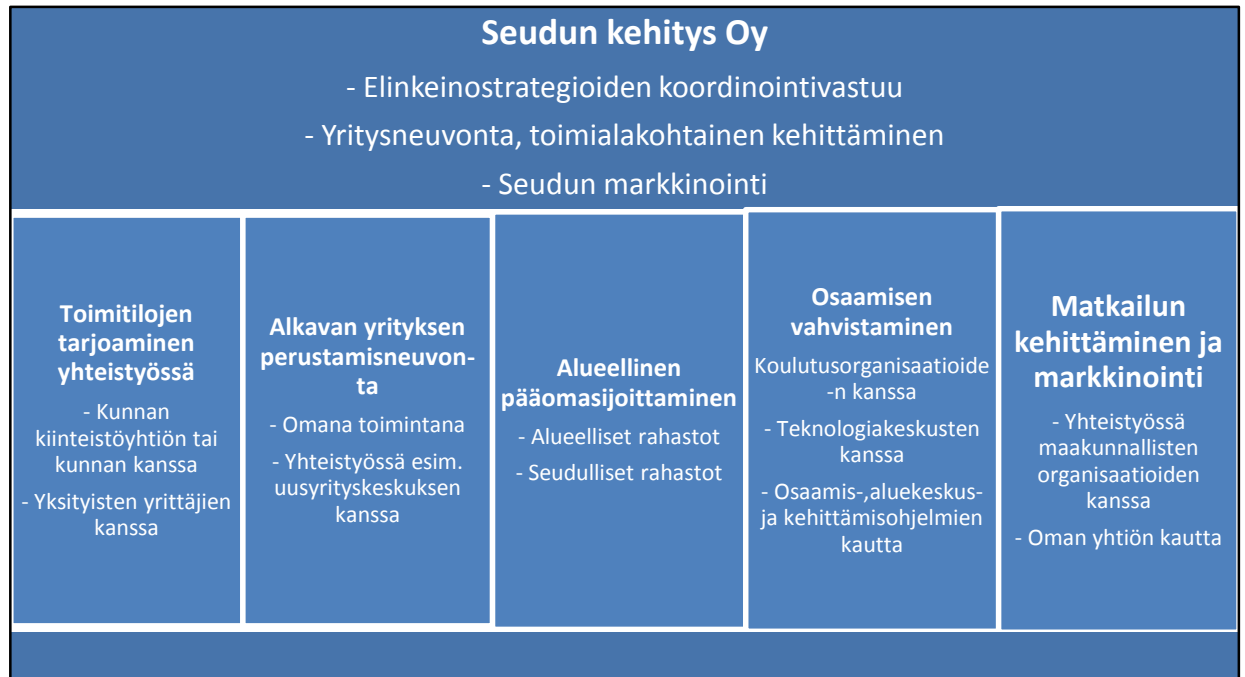 Seudun kehitys Oy
- Elinkeinostrategioiden koordinointivastuu
- Yritysneuvonta, toimialakohtainen kehittäminen
- Seudun markkinointi
Toimitilojen
tarjoaminen
yhteistyössä
- Kunnan
kiinteistöyhtiön tai
kunnan kanssa
- Yksityisten yrittäjien
kanssa
Alkavan yrityksen
perustamisneuvon-
ta
- Omana toimintana
- Yhteistyössä esim.
uusyrityskeskuksen
kanssa
Alueellinen
pääomasijoittaminen
- Alueelliset rahastot
- Seudulliset rahastot
Osaamisen
vahvistaminen
Koulutusorganisaatioide
-n kanssa
- Teknologiakeskusten
kanssa
- Osaamis-,aluekeskus-
ja kehittämisohjelmien
kautta
Matkailun
kehittäminen ja
markkinointi
- Yhteistyössä
maakunnallisten
organisaatioiden
kanssa
- Oman yhtiön kautta